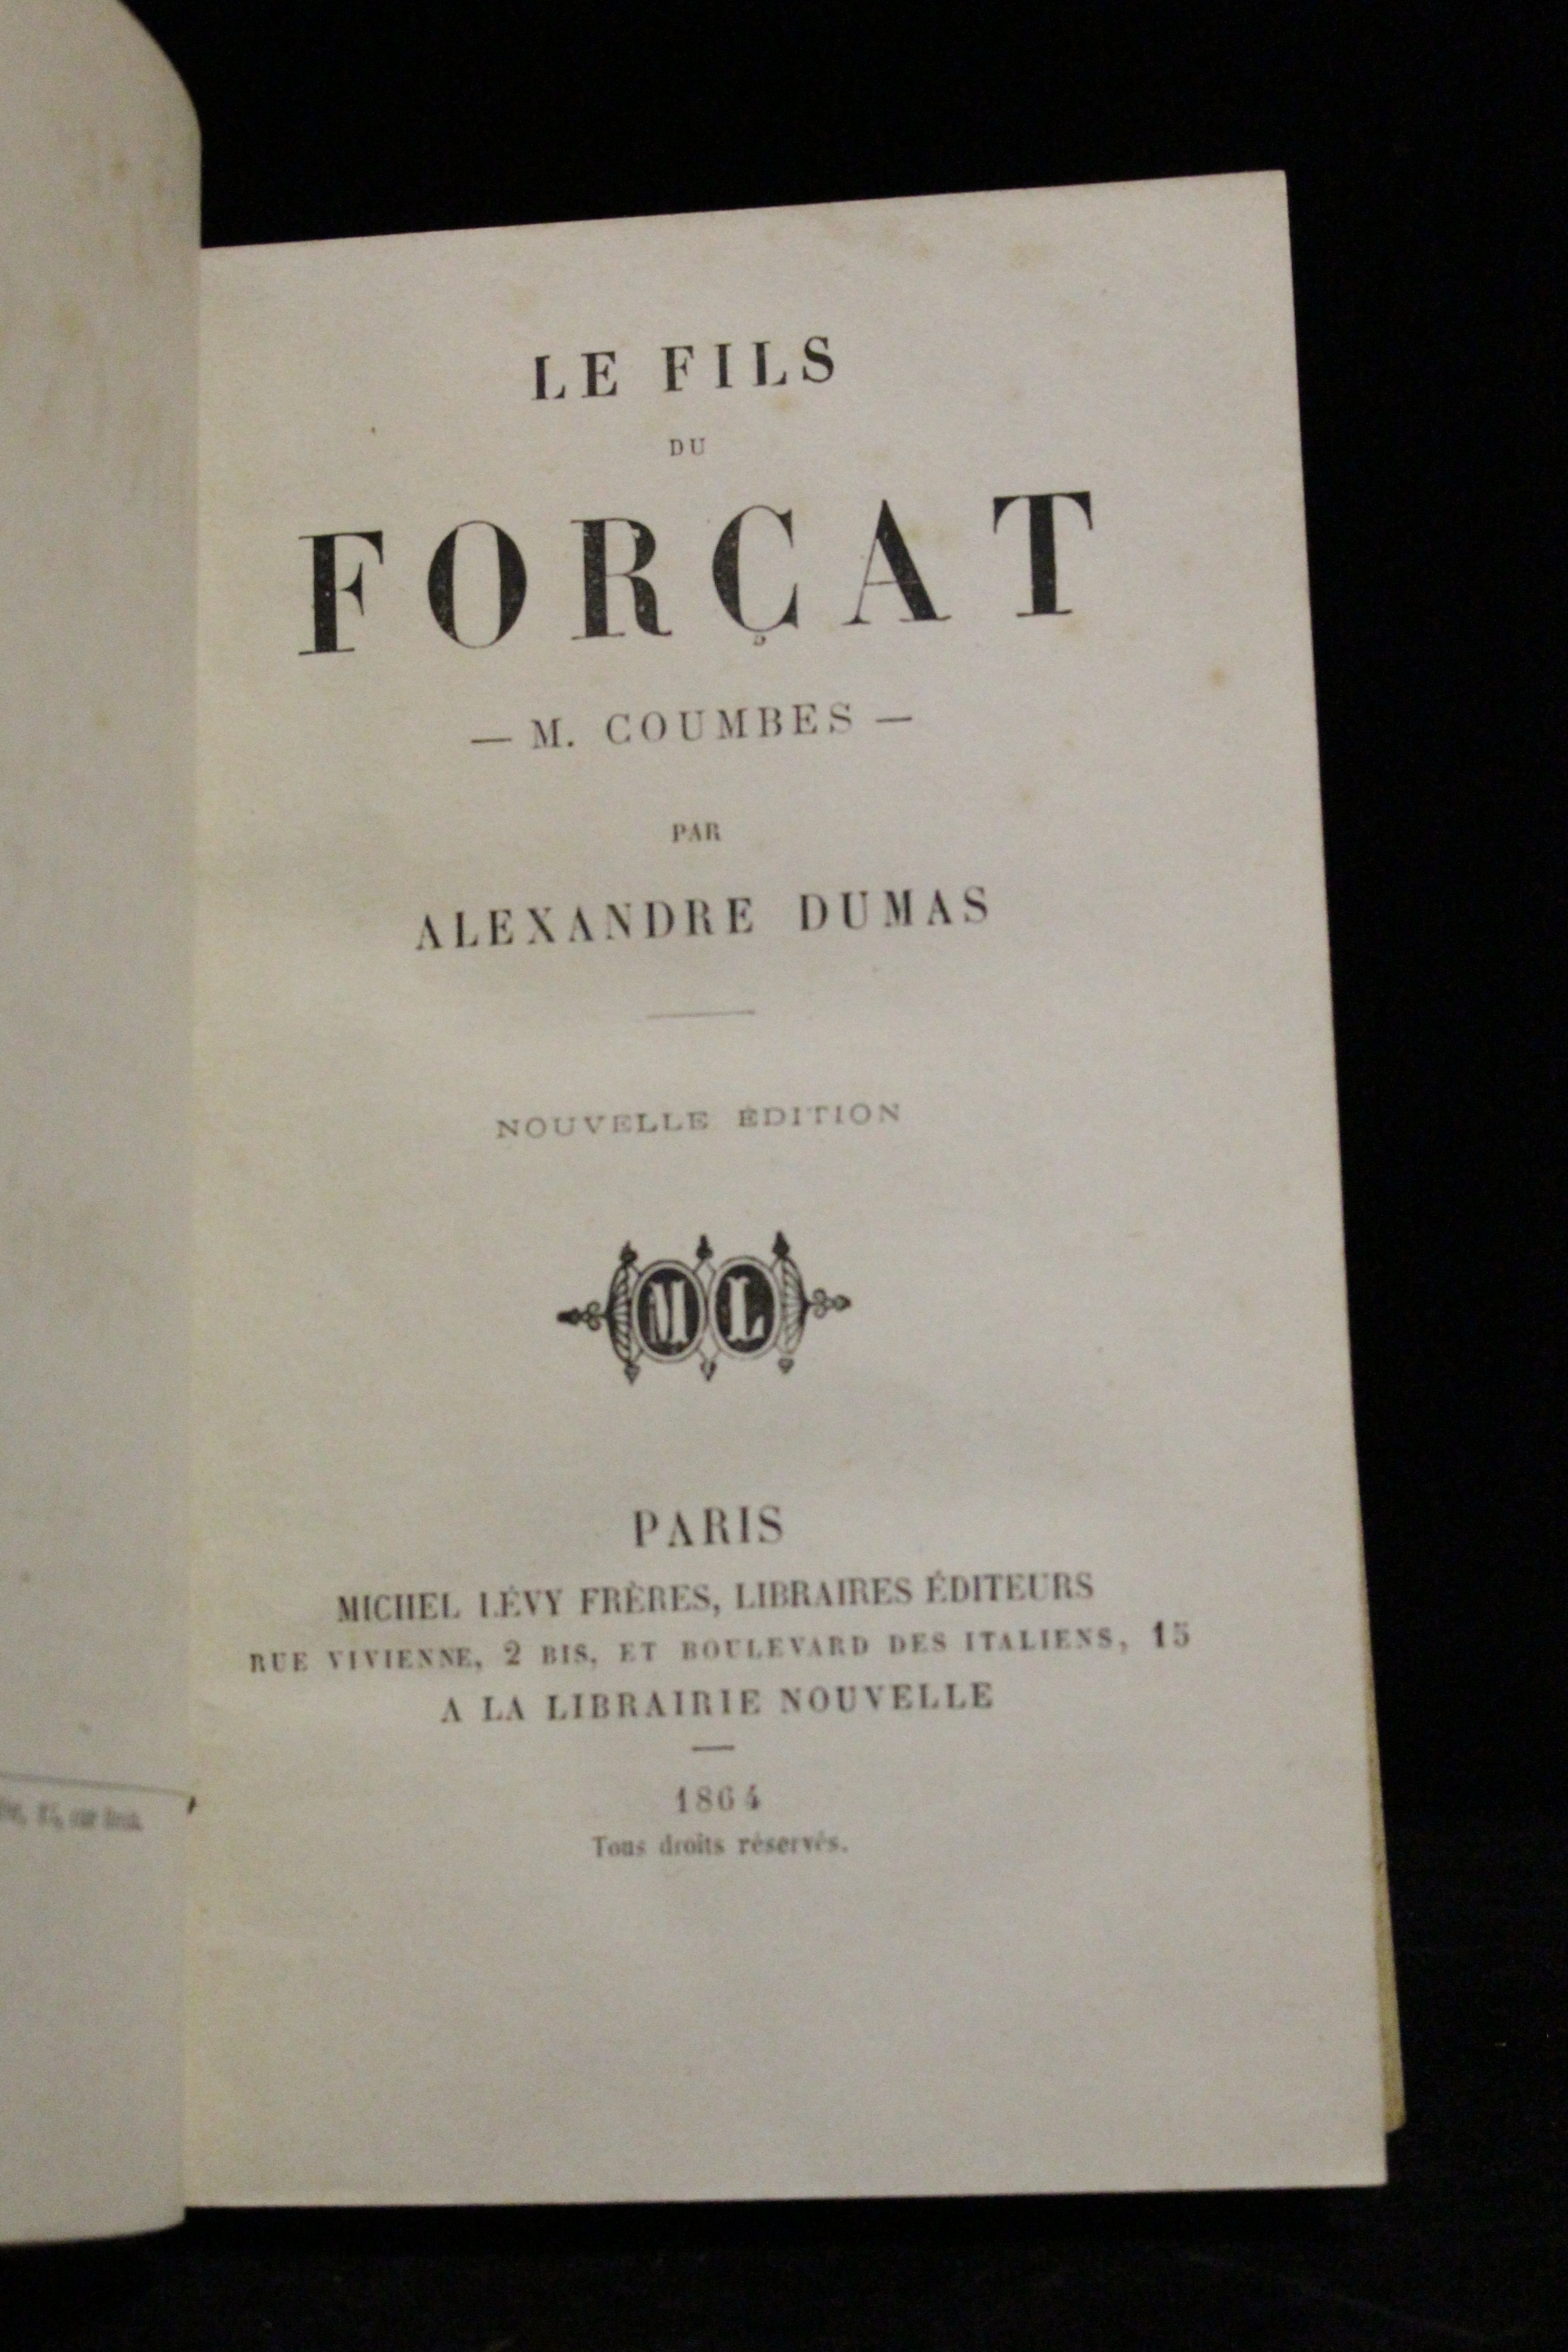 LE FILS
DU
FORÇAT
— M. COUMBES —
PAR
ALEXANDRE DUMAS
NOUVELLE ÉDITION
ML
PARIS
MICHEL LÉVY FRÈRES, LIBRAIRES ÉDITEURS
RUE VIVIENNE, 2 BIS, ET BOULEVARD DES ITALIENS, 15
A LA LIBRAIRIE NOUVELLE
1864
Tous droits réservés.